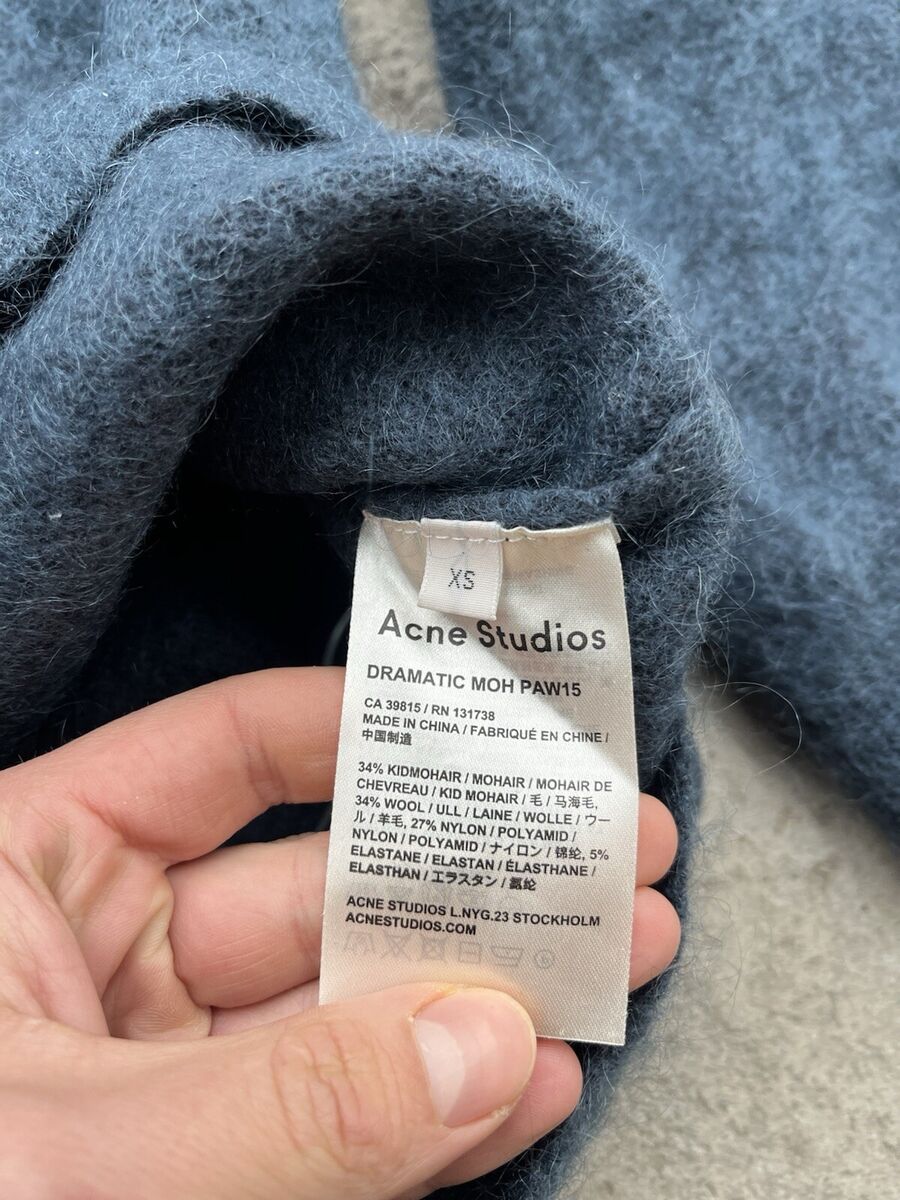 XS
Acne Studios
DRAMATIC MOH PAW15
CA 39815 / RN 131738
MADE IN CHINA / FABRIQUÉ EN CHINE /
中国制造
34% KIDMOHAIR / MOHAIR / MOHAIR DE
CHEVREAU / KID MOHAIR / 毛 / 马海毛,
34% WOOL / ULL / LAINE / WOLLE / ウー
ル / 羊毛, 27% NYLON / POLYAMID /
NYLON / POLYAMID / ナイロン / 锦纶, 5%
ELASTANE / ELASTAN / ÉLASTHANE /
ELASTHAN / エラスタン / 氨纶
ACNE STUDIOS L.NYG.23 STOCKHOLM
ACNESTUDIOS.COM